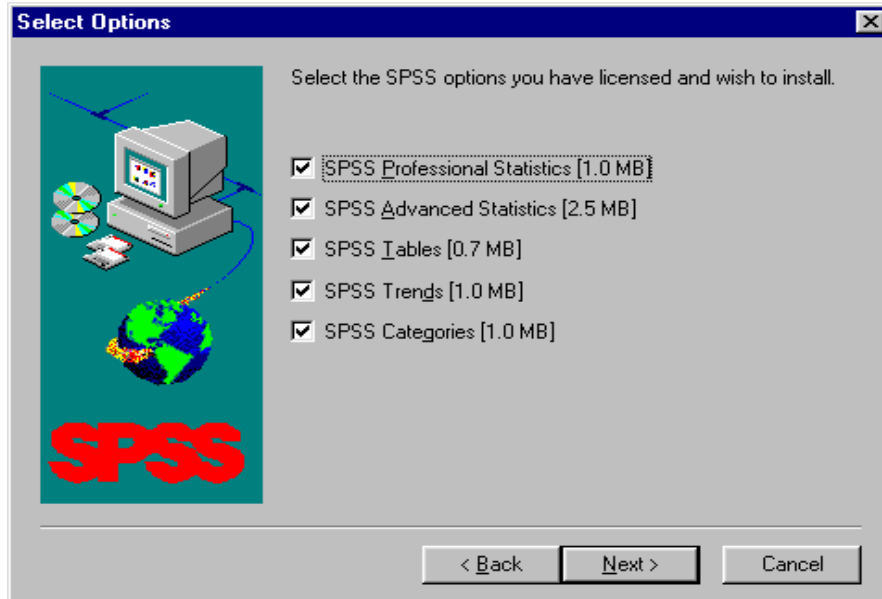 Select Options
Select the SPSS options you have licensed and wish to install.
SPSS Professional Statistics [1.0 MB]
SPSS Advanced Statistics [2.5 MB]
SPSS Tables [0.7 MB]
SPSS Trends [1.0 MB]
SPSS Categories [1.0 MB]
SPSS
< Back
Next >
Cancel